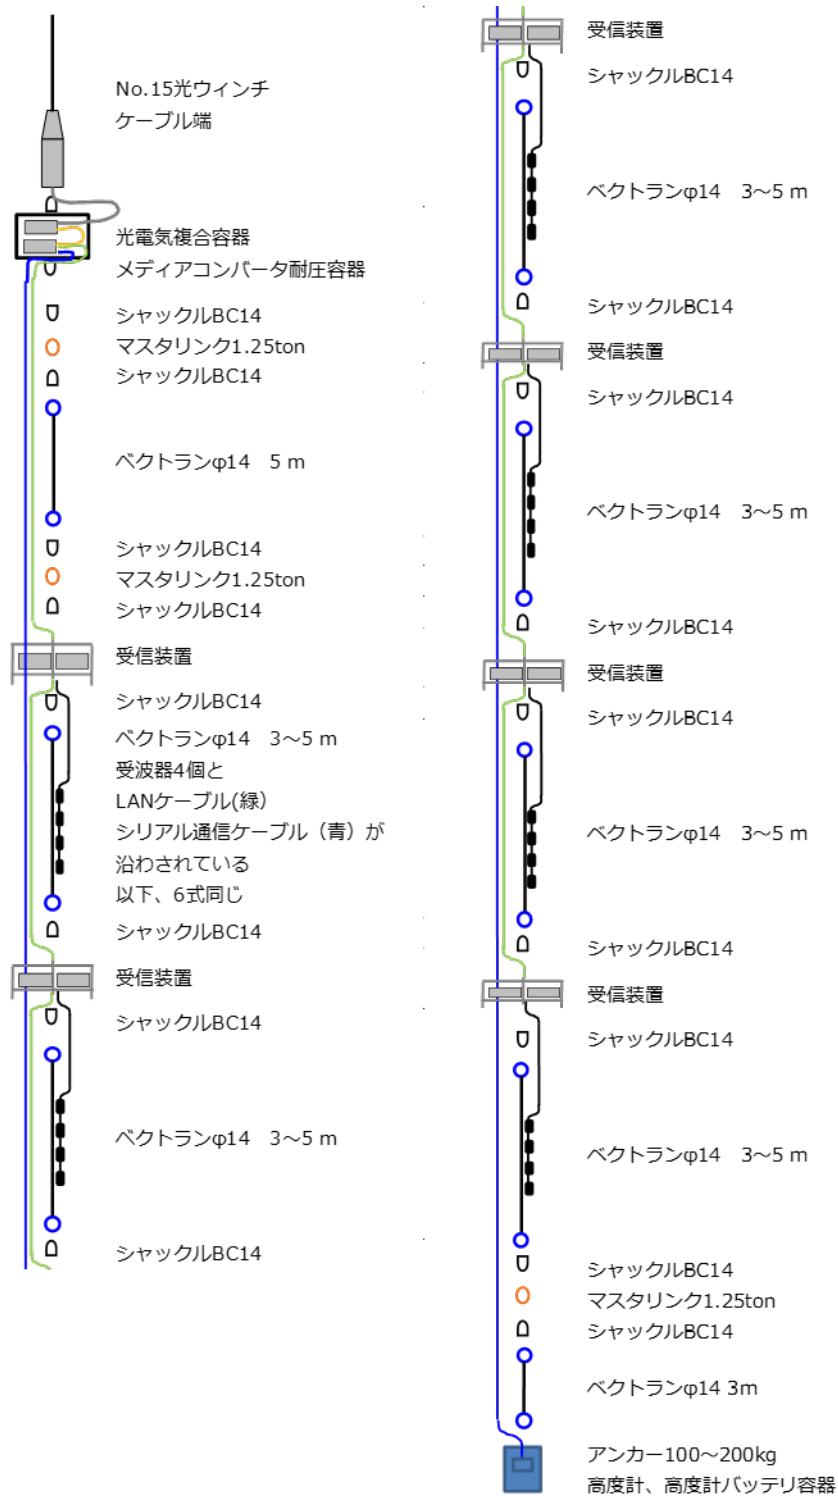 No.15光ウィンチ
ケーブル端
光電気複合容器
メディアコンバータ耐圧容器
シャックルBC14
マスタリンク1.25ton
シャックルBC14
ベクトランφ14　5 m
シャックルBC14
マスタリンク1.25ton
シャックルBC14
受信装置
シャックルBC14
ベクトランφ14　3～5 m
受波器4個と
LANケーブル(緑）
シリアル通信ケーブル（青）が
沿わされている
以下、6式同じ
シャックルBC14
受信装置
シャックルBC14
ベクトランφ14　3～5 m
シャックルBC14
受信装置
シャックルBC14
ベクトランφ14　3～5 m
シャックルBC14
受信装置
シャックルBC14
ベクトランφ14　3～5 m
シャックルBC14
受信装置
シャックルBC14
ベクトランφ14　3～5 m
シャックルBC14
受信装置
シャックルBC14
ベクトランφ14　3～5 m
シャックルBC14
マスタリンク1.25ton
シャックルBC14
ベクトランφ14 3m
アンカー100～200kg
高度計、高度計バッテリ容器